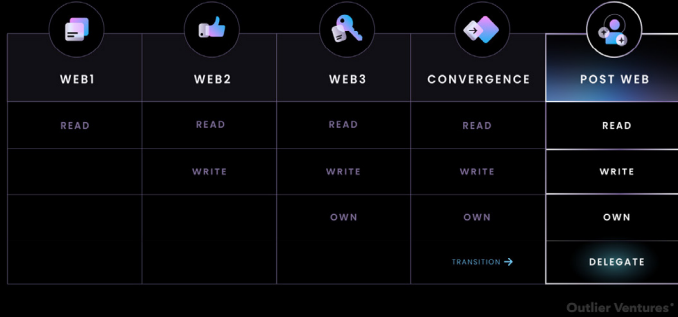 WEB1 WEB2 WEB3 CONVERGENCE POST WEB
READ READ READ READ READ
WRITE WRITE WRITE WRITE
OWN OWN OWN
TRANSITION → DELEGATE
Outlier Ventures°